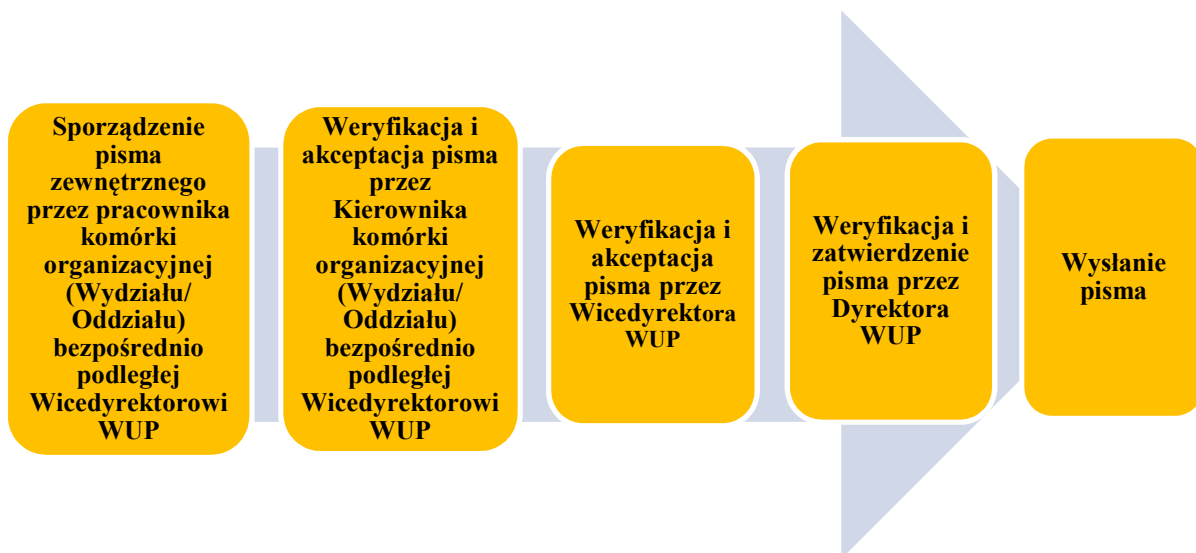 Sporządzenie
pisma
zewnętrznego
przez pracownika
komórki
organizacyjnej
(Wydziału/
Oddziału)
bezpośrednio
podległej
Wicedyrektorowi
WUP
Weryfikacja i
akceptacja pisma
przez
Kierownika
komórki
organizacyjnej
(Wydziału/
Oddziału)
bezpośrednio
podległej
Wicedyrektorowi
WUP
Weryfikacja i
akceptacja
pisma przez
Wicedyrektora
WUP
Weryfikacja i
zatwierdzenie
pisma przez
Dyrektora
WUP
Wysłanie
pisma